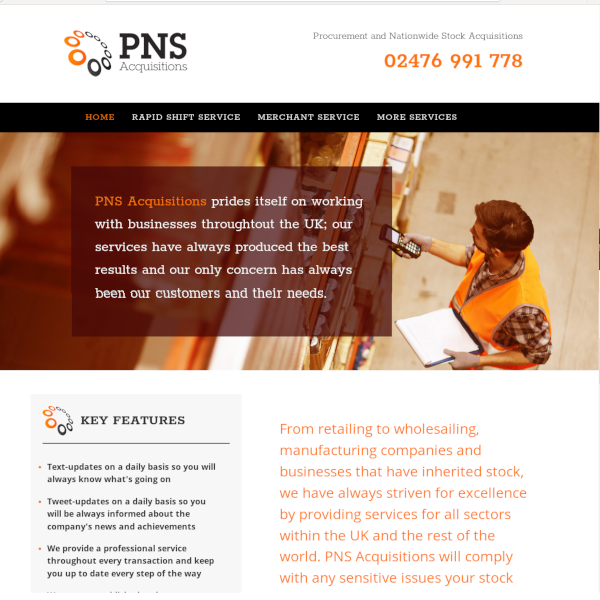 PNS
Acquisitions
Procurement and Nationwide Stock Acquisitions
02476 991 778
HOME RAPID SHIFT SERVICE MERCHANT SERVICE MORE SERVICES
PNS Acquisitions prides itself on working
with businesses throughtout the UK; our
services have always produced the best
results and our only concern has always
been our customers and their needs.
KEY FEATURES
Text-updates on a daily basis so you will
always know what's going on
Tweet-updates on a daily basis so you
will be always informed about the
company's news and achievements
We provide a professional service
throughout every transaction and keep
you up to date every step of the way
From retailing to wholesailing,
manufacturing companies and
businesses that have inherited stock,
we have always striven for excellence
by providing services for all sectors
within the UK and the rest of the
world. PNS Acquisitions will comply
with any sensitive issues your stock